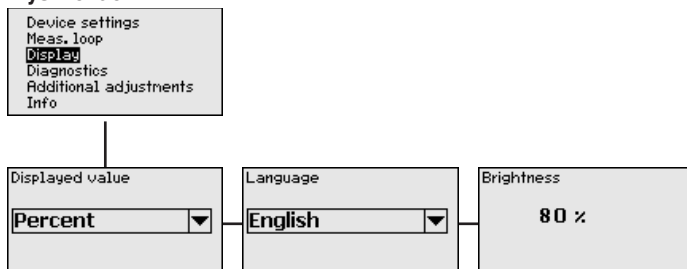 Device settings
Meas. loop
Display
Diagnostics
Additional adjustments
Info
Displayed value
Percent
Language
English
Brightness
80 %